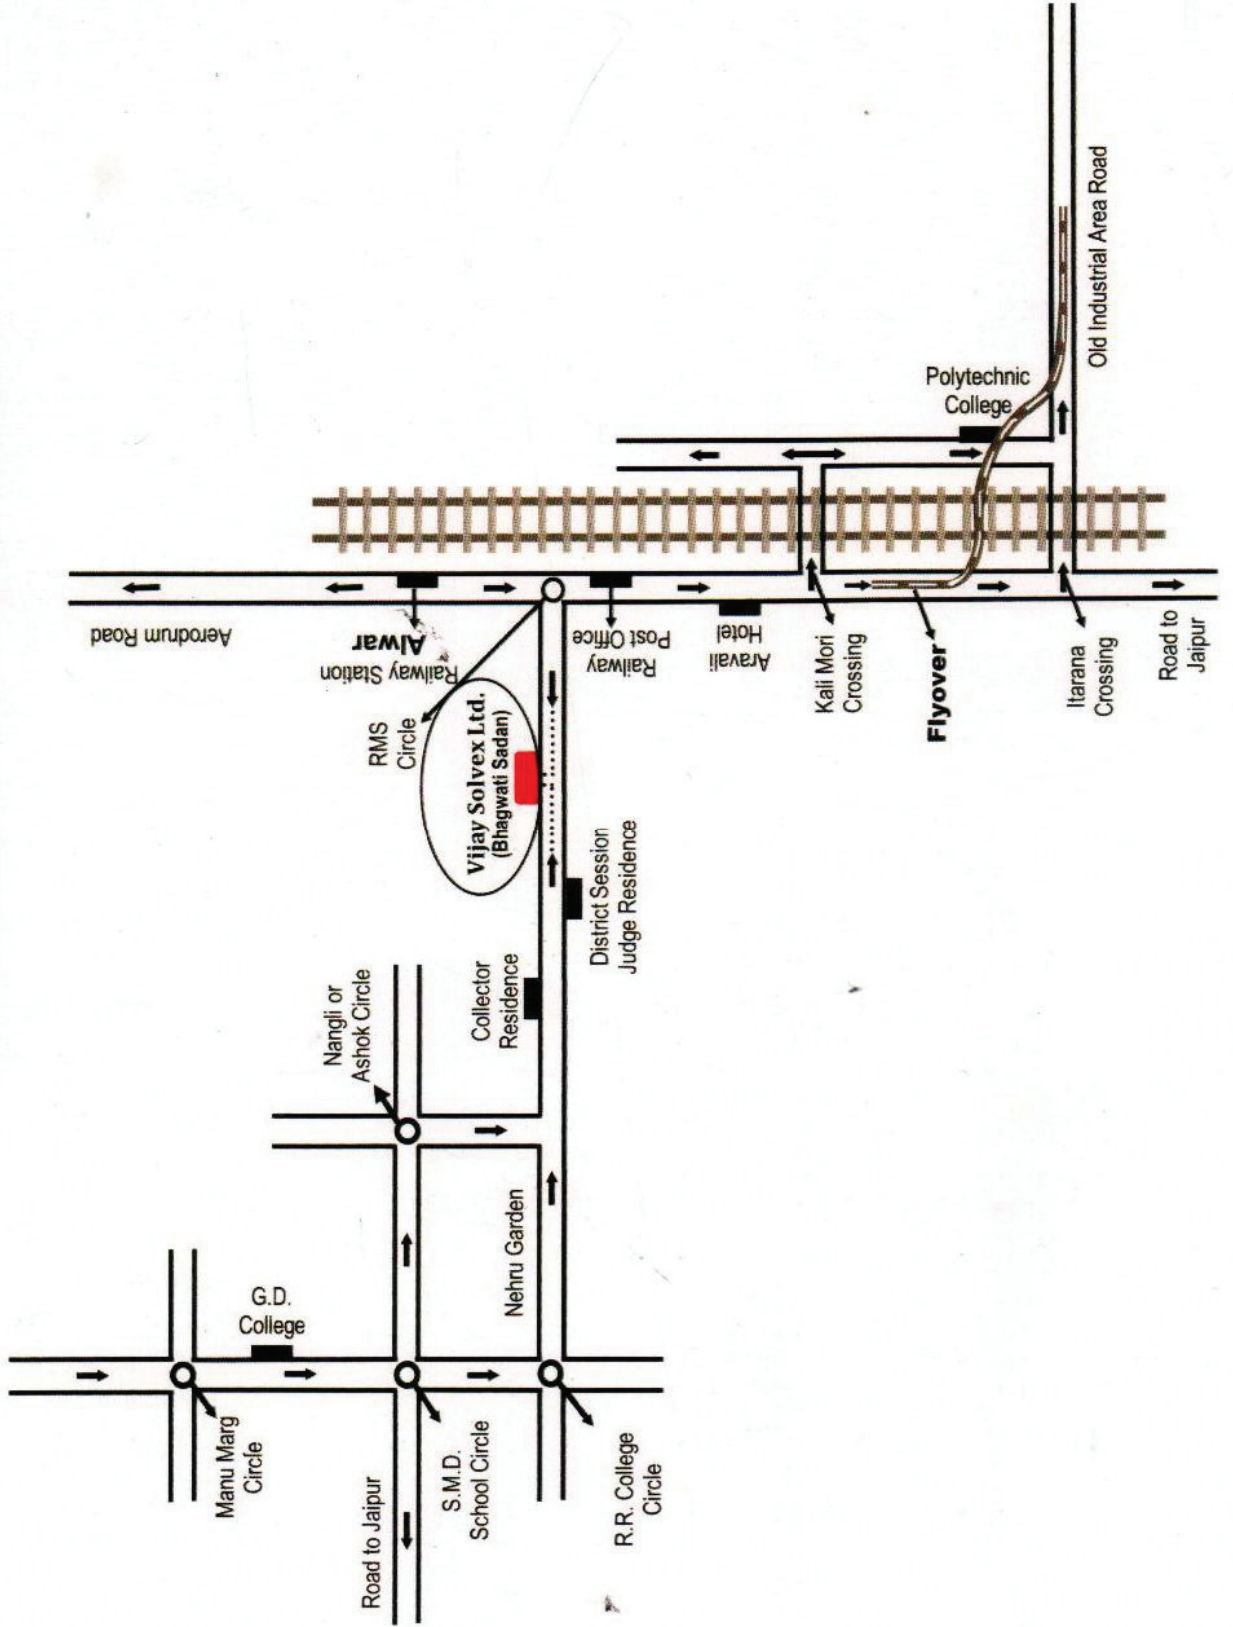 Manu Marg
Circle
G.D.
College
Road to Jaipur
S.M.D.
School Circle
R.R. College
Circle
Nangli or
Ashok Circle
Nehru Garden
Collector
Residence
District Session
Judge Residence
Vijay Solvex Ltd.
(Bhagwati Sadan)
RMS
Circle
Aerodrum Road
Alwar
Railway Station
Railway
Post Office
Aravali
Hotel
Kali Mori
Crossing
Flyover
Itarana
Crossing
Road to
Jaipur
Polytechnic
College
Old Industrial Area Road